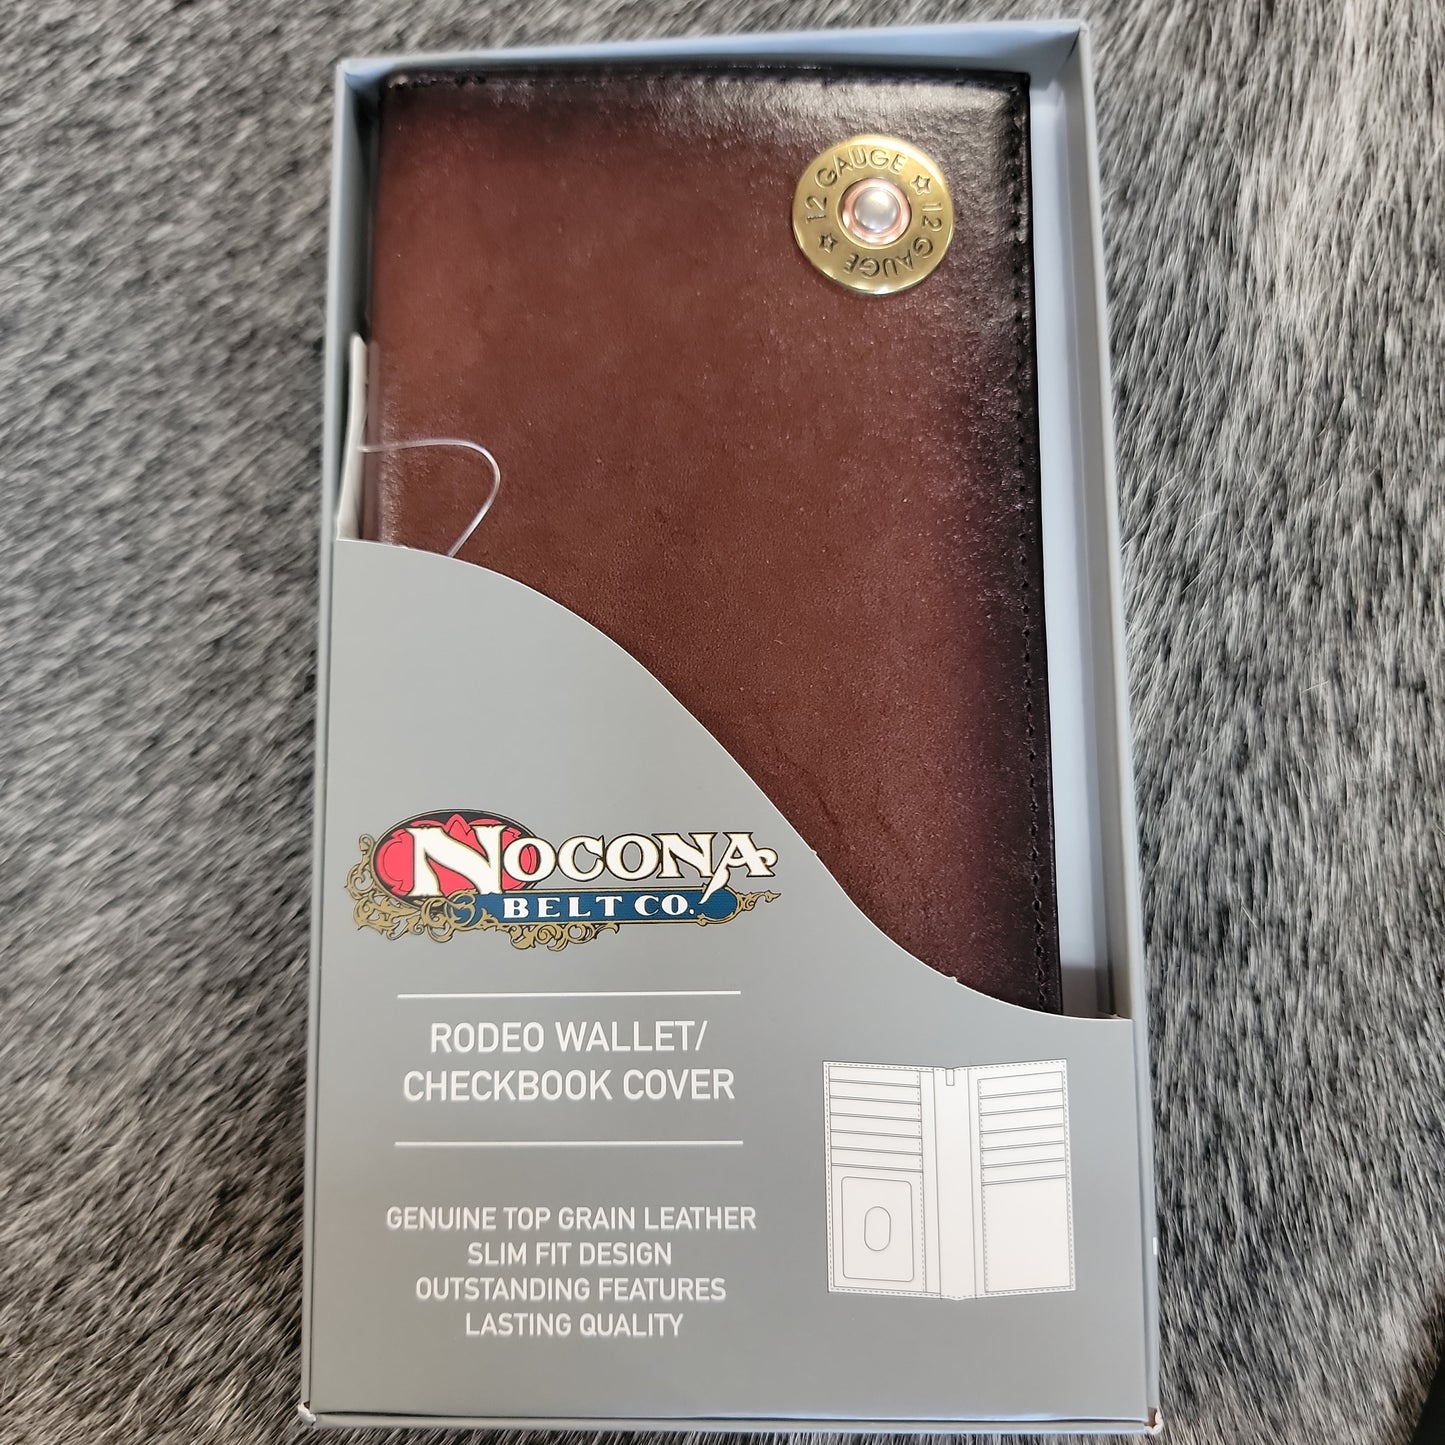 12 GAUGE ☆ 12 GAUGE ☆
NOCONA
BELT CO.
RODEO WALLET/
CHECKBOOK COVER
GENUINE TOP GRAIN LEATHER
SLIM FIT DESIGN
OUTSTANDING FEATURES
LASTING QUALITY